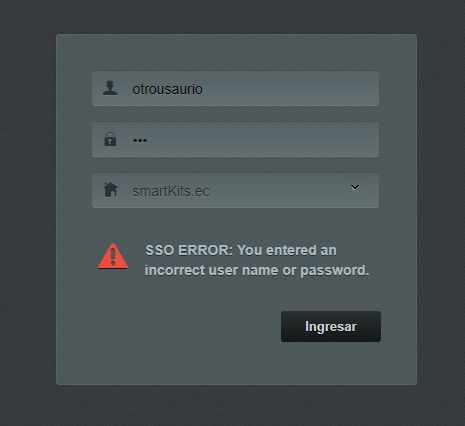 otrousaurio
•••
smartKits.ec
SSO ERROR: You entered an
incorrect user name or password.
Ingresar